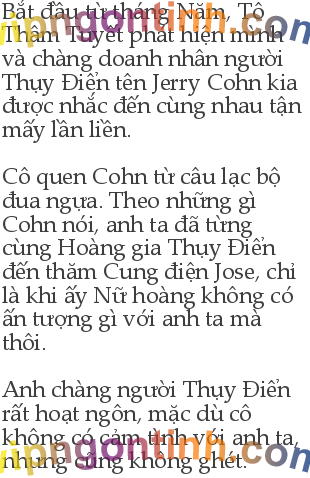 Bắt đầu từ tháng Năm, Tô
Thâm Tuyết phát hiện mình
và chàng doanh nhân người
Thụy Điển tên Jerry Cohn kia
được nhắc đến cùng nhau tận
mấy lần liền.
Cô quen Cohn từ câu lạc bộ
đua ngựa. Theo những gì
Cohn nói, anh ta đã từng
cùng Hoàng gia Thụy Điển
đến thăm Cung điện Jose, chỉ
là khi ấy Nữ hoàng không có
ấn tượng gì với anh ta mà
thôi.
Anh chàng người Thụy Điển
rất hoạt ngôn, mặc dù cô
không có cảm tình với anh ta,
nhưng cũng không ghét.
vipngontinh.com
vipngontinh.com